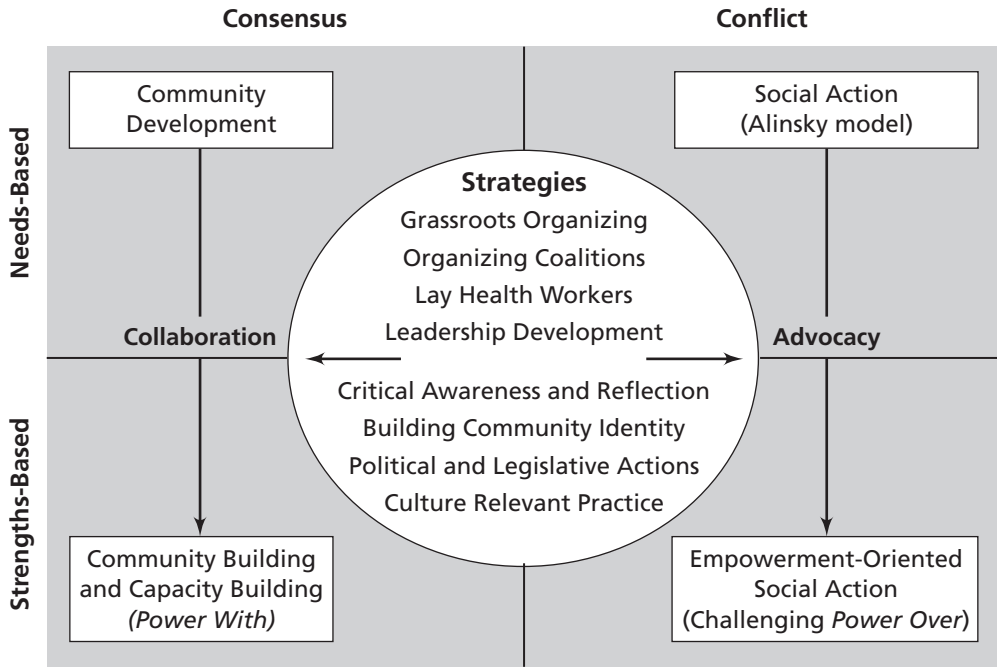 Consensus
Conflict
Needs-Based
Community
Development
Social Action
(Alinsky model)
Strategies
Grassroots Organizing
Organizing Coalitions
Lay Health Workers
Leadership Development
Collaboration
Advocacy
Strengths-Based
Critical Awareness and Reflection
Building Community Identity
Political and Legislative Actions
Culture Relevant Practice
Community Building
and Capacity Building
(Power With)
Empowerment-Oriented
Social Action
(Challenging Power Over)